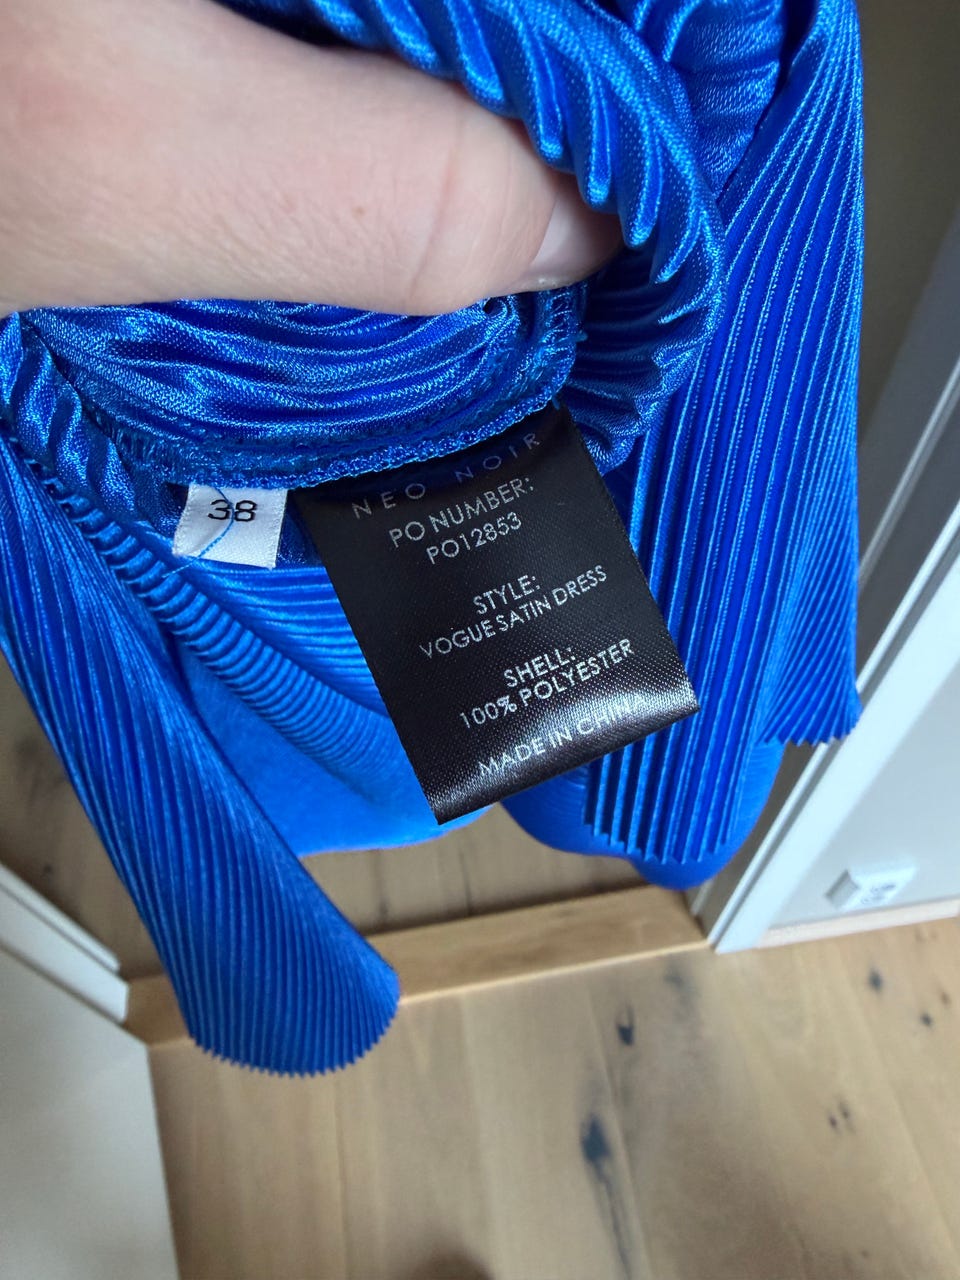 38
NEO NOIR
PO NUMBER:
PO12853
STYLE:
VOGUE SATIN DRESS
SHELL:
100% POLYESTER
MADE IN CHINA